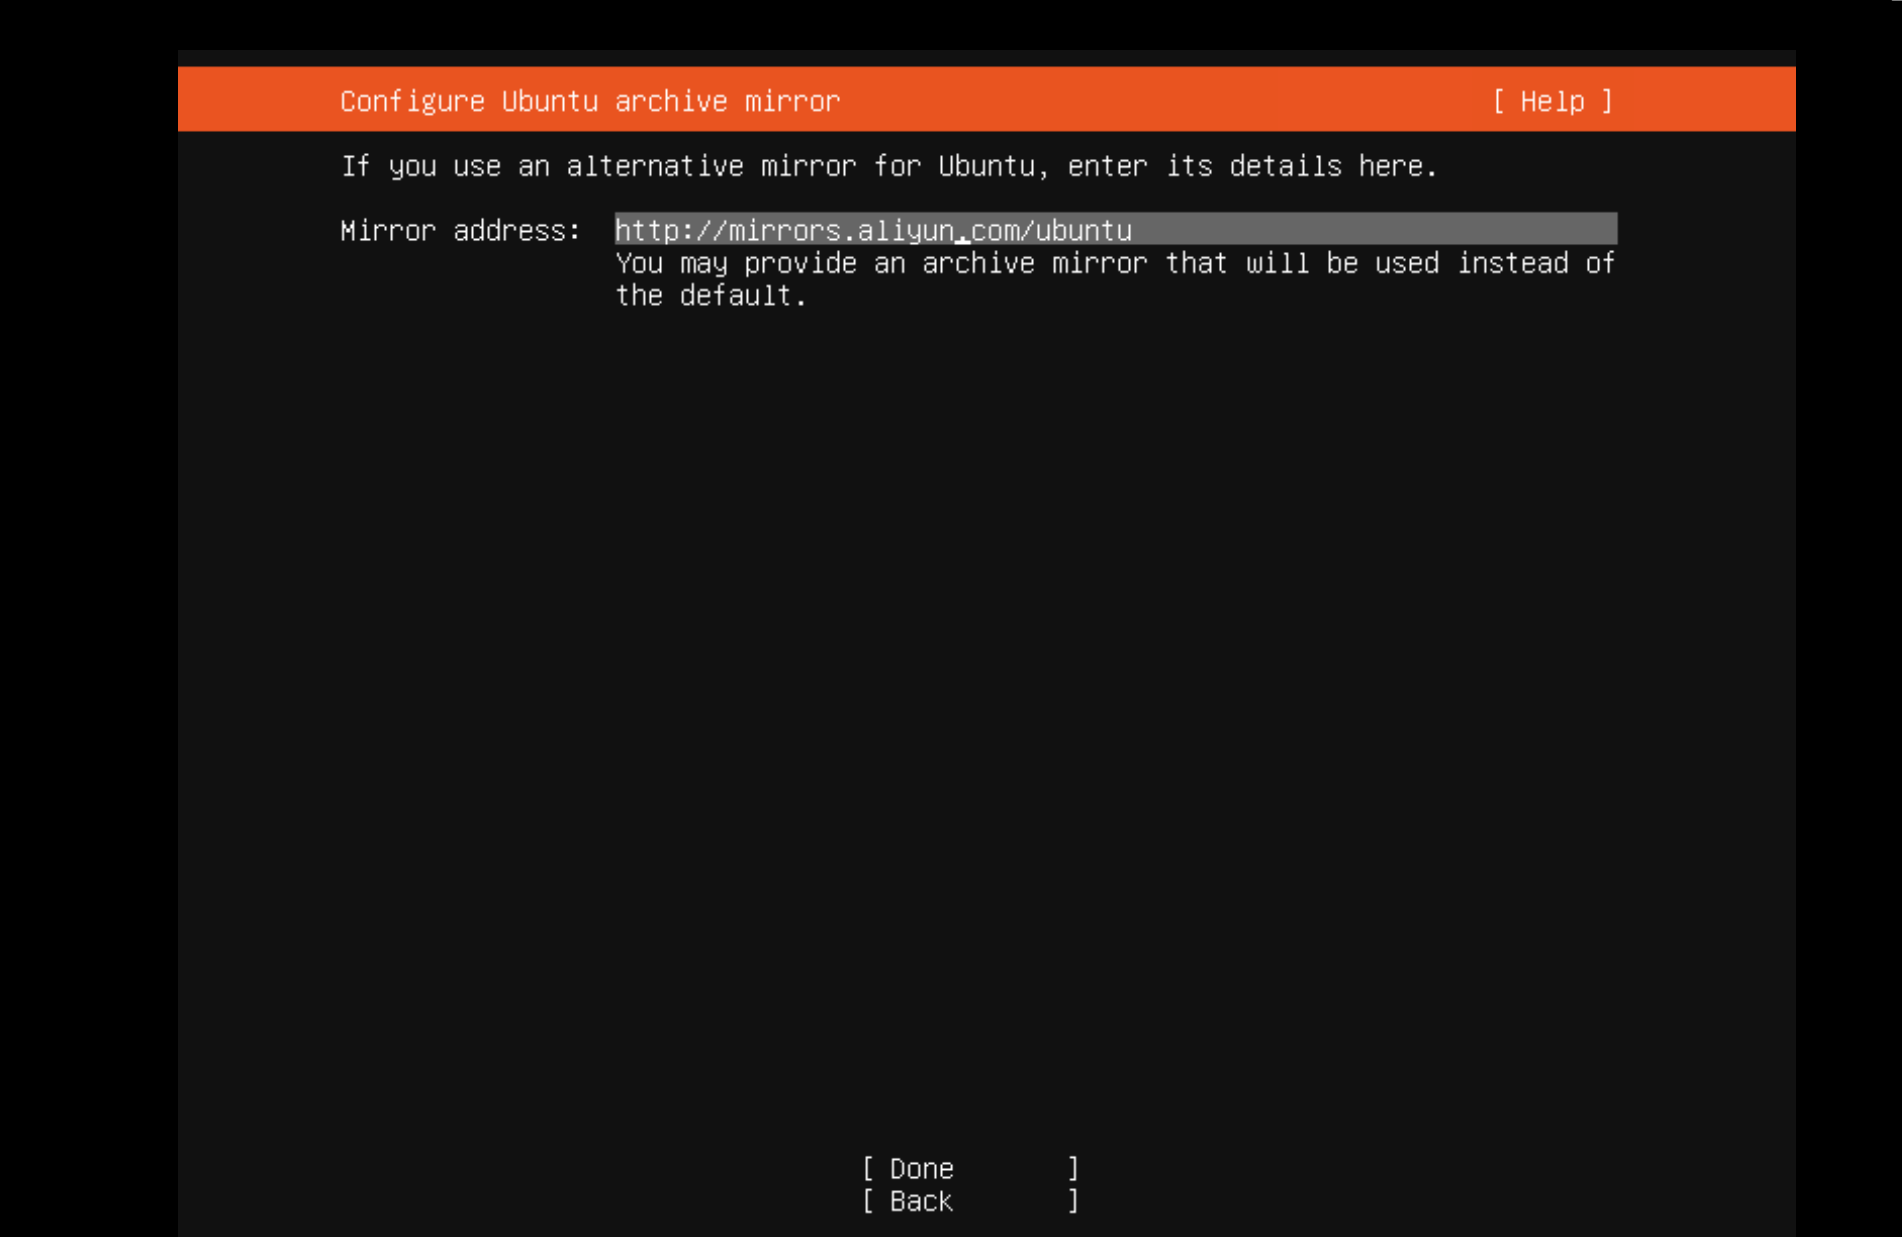 Configure Ubuntu archive mirror [ Help ]
If you use an alternative mirror for Ubuntu, enter its details here.
Mirror address: http://mirrors.aliyun.com/ubuntu
You may provide an archive mirror that will be used instead of
the default.
[ Done ]
[ Back ]